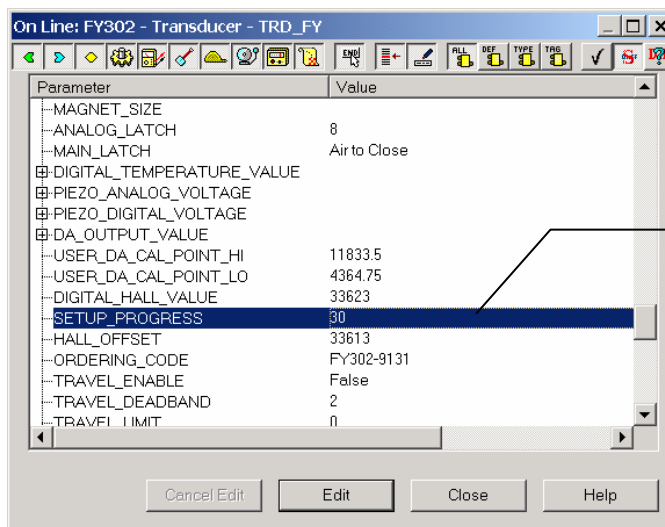 On Line: FY302 - Transducer - TRD_FY
END ALL DEF TYPE TAG
Parameter Value
MAGNET_SIZE
ANALOG_LATCH 8
MAIN_LATCH Air to Close
DIGITAL_TEMPERATURE_VALUE
PIEZO_ANALOG_VOLTAGE
PIEZO_DIGITAL_VOLTAGE
DA_OUTPUT_VALUE
USER_DA_CAL_POINT_HI 11833.5
USER_DA_CAL_POINT_LO 4364.75
DIGITAL_HALL_VALUE 33623
SETUP_PROGRESS 30
HALL_OFFSET 33613
ORDERING_CODE FY302-9131
TRAVEL_ENABLE False
TRAVEL_DEADBAND 2
TRAVEL_LIMIT 0
Cancel Edit Edit Close Help